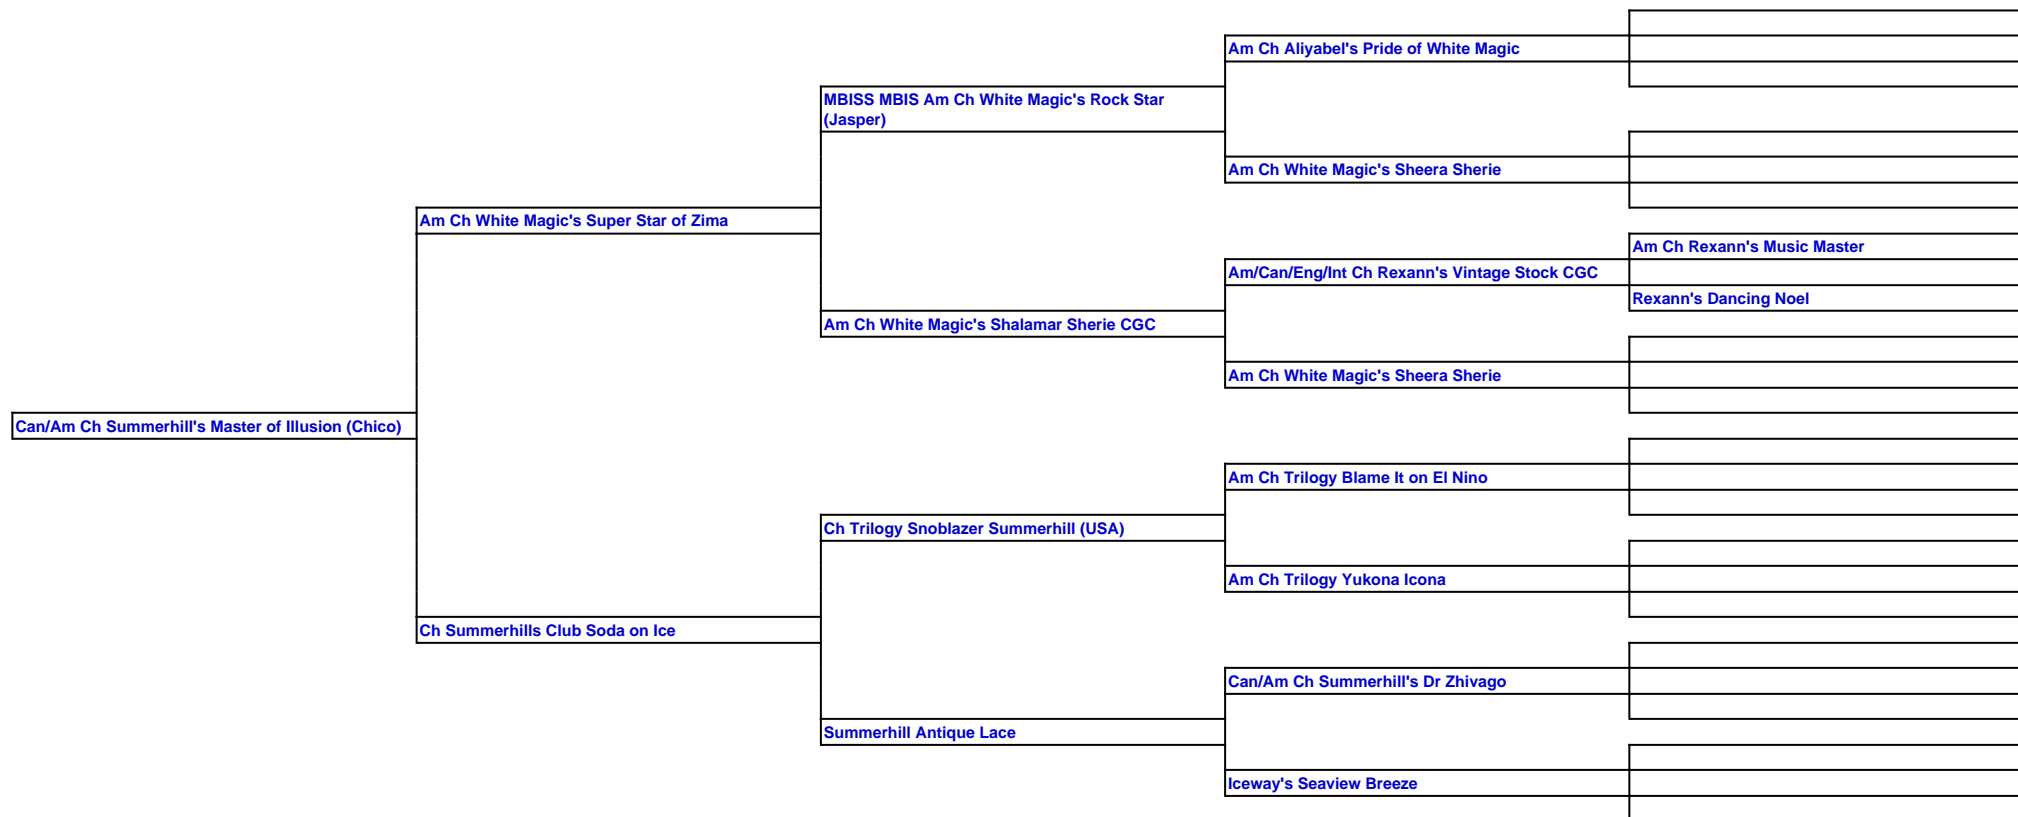 Am Ch Aliyabel's Pride of White Magic
MBISS MBIS Am Ch White Magic's Rock Star
(Jasper)
Am Ch White Magic's Sheera Sherie
Am Ch White Magic's Super Star of Zima
Am Ch Rexann's Music Master
Am/Can/Eng/Int Ch Rexann's Vintage Stock CGC
Rexann's Dancing Noel
Am Ch White Magic's Shalamar Sherie CGC
Am Ch White Magic's Sheera Sherie
Can/Am Ch Summerhill's Master of Illusion (Chico)
Am Ch Trilogy Blame It on El Nino
Ch Trilogy Snoblazer Summerhill (USA)
Am Ch Trilogy Yukona Icona
Ch Summerhills Club Soda on Ice
Can/Am Ch Summerhill's Dr Zhivago
Summerhill Antique Lace
Iceway's Seaview Breeze